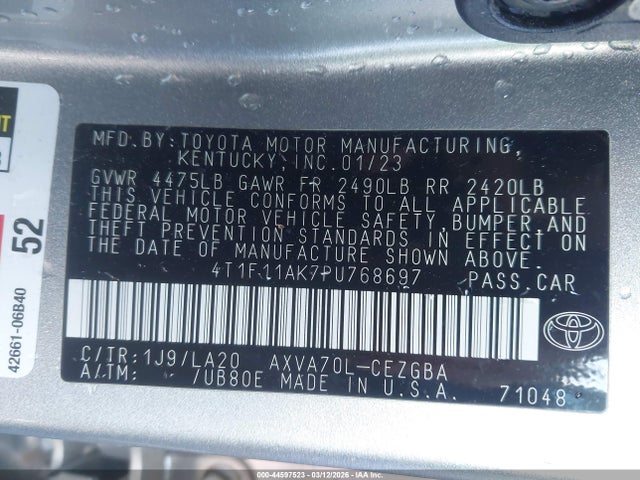 MFD.BY:TOYOTA MOTOR MANUFACTURING,
KENTUCKY,INC.01/23
GVWR 4475LB GAWR FR 2490LB RR 2420LB
THIS VEHICLE CONFORMS TO ALL APPLICABLE
FEDERAL MOTOR VEHICLE SAFETY,BUMPER,AND
THEFT PREVENTION STANDARDS IN EFFECT ON
THE DATE OF MANUFACTURE SHOWN ABOVE.
4T1F11AK7PU768697 PASS.CAR
C/TR:1J9/LA20 AXVA70L-CEZGBA
A/TM: /UB80E MADE IN U.S.A. 71048
52
42661-06B40
000-44597523 - 03/12/2026 - IAAI.COM